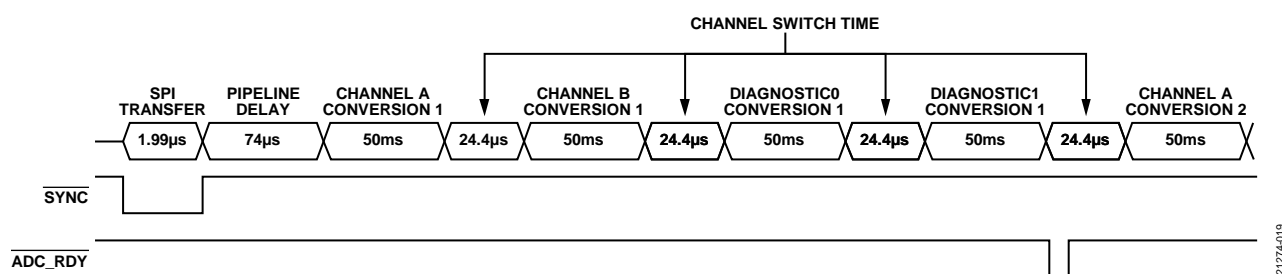 CHANNEL SWITCH TIME
SPI
TRANSFER
PIPELINE
DELAY
CHANNEL A
CONVERSION 1
CHANNEL B
CONVERSION 1
DIAGNOSTIC0
CONVERSION 1
DIAGNOSTIC1
CONVERSION 1
CHANNEL A
CONVERSION 2
1.99µs
74µs
50ms
24.4µs
50ms
24.4µs
50ms
24.4µs
50ms
24.4µs
50ms
SYNC
ADC_RDY
21274-019